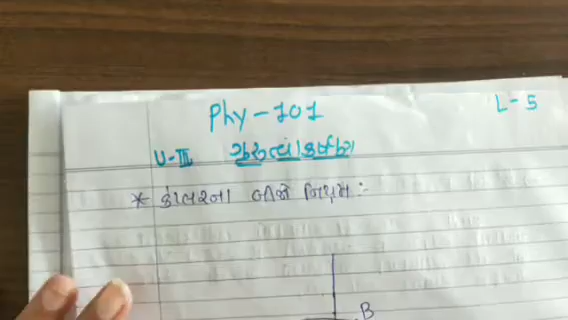 Phy-101
L-5
U-III ગુરુત્વાકર્ષણ
* કેપ્લરના બીજો નિયમ :-
B